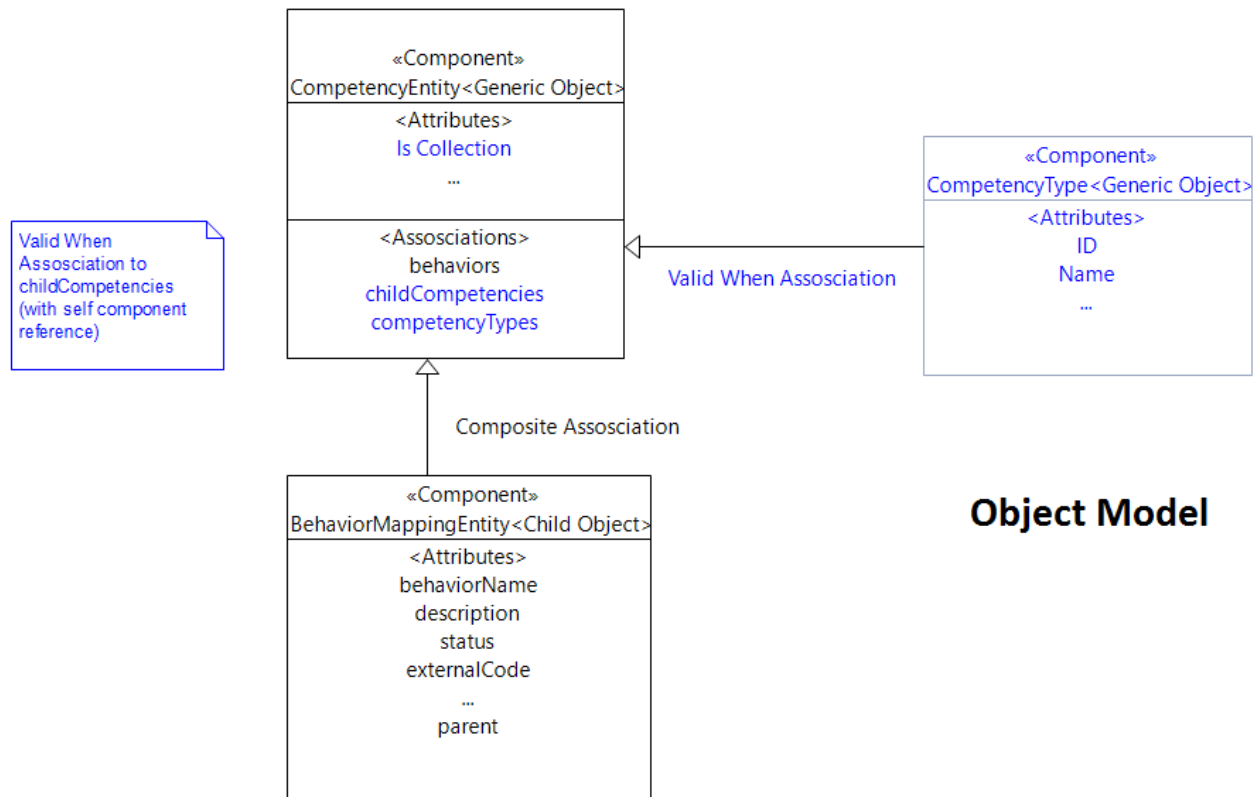 «Component»
CompetencyEntity<Generic Object>
<Attributes>
Is Collection
...
<Assosciations>
behaviors
childCompetencies
competencyTypes
Valid When
Assosciation to
childCompetencies
(with self component
reference)
Valid When Assosciation
«Component»
CompetencyType<Generic Object>
<Attributes>
ID
Name
...
Composite Assosciation
«Component»
BehaviorMappingEntity<Child Object>
<Attributes>
behaviorName
description
status
externalCode
...
parent
Object Model